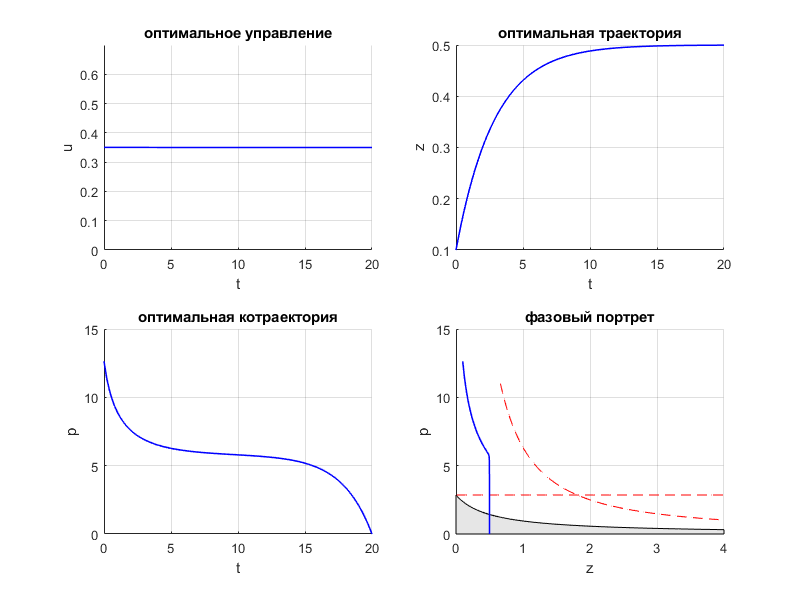 оптимальное управление
u
0.6
0.5
0.4
0.3
0.2
0.1
0
0 5 10 15 20
t
оптимальная траектория
z
0.5
0.4
0.3
0.2
0.1
0 5 10 15 20
t
оптимальная котраектория
p
15
10
5
0
0 5 10 15 20
t
фазовый портрет
p
15
10
5
0
0 1 2 3 4
z